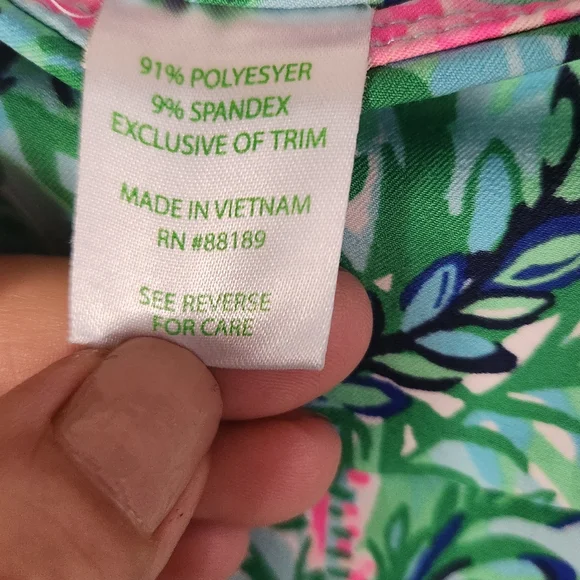 91% POLYESYER
9% SPANDEX
EXCLUSIVE OF TRIM
MADE IN VIETNAM
RN #88189
SEE REVERSE
FOR CARE